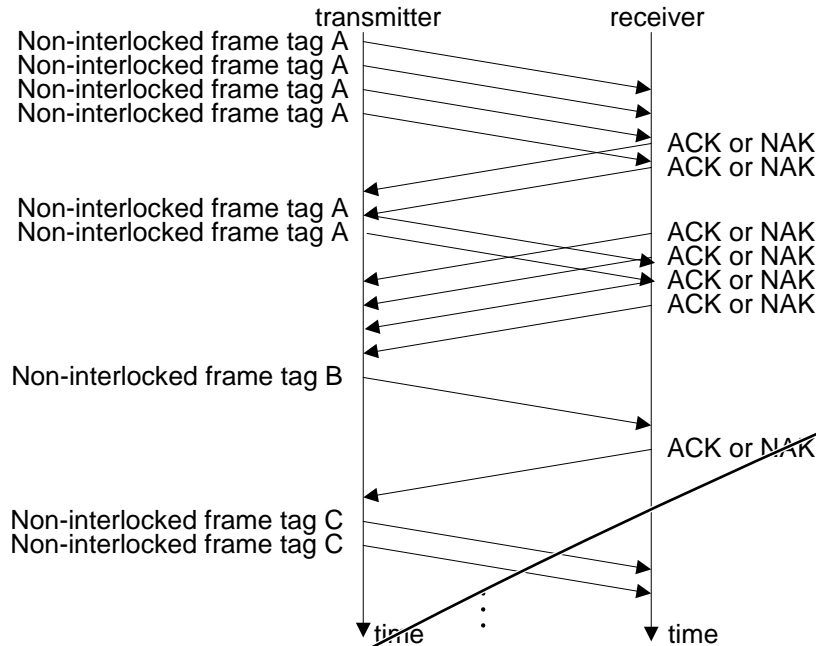 transmitter
receiver
Non-interlocked frame tag A
Non-interlocked frame tag A
Non-interlocked frame tag A
Non-interlocked frame tag A
ACK or NAK
ACK or NAK
Non-interlocked frame tag A
Non-interlocked frame tag A
ACK or NAK
ACK or NAK
ACK or NAK
ACK or NAK
Non-interlocked frame tag B
ACK or NAK
Non-interlocked frame tag C
Non-interlocked frame tag C
time
time